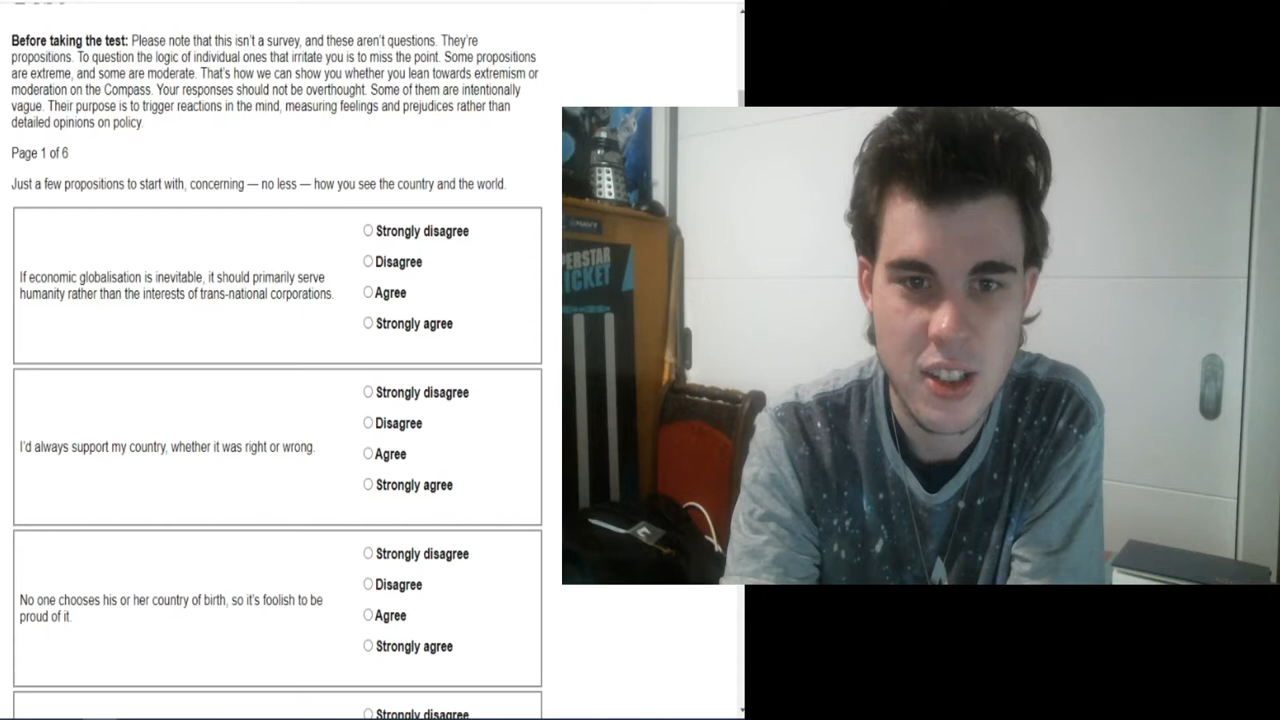 Before taking the test: Please note that this isn't a survey, and these aren't questions. They're
propositions. To question the logic of individual ones that irritate you is to miss the point. Some propositions
are extreme, and some are moderate. That's how we can show you whether you lean towards extremism or
moderation on the Compass. Your responses should not be overthought. Some of them are intentionally
vague. Their purpose is to trigger reactions in the mind, measuring feelings and prejudices rather than
detailed opinions on policy.
Page 1 of 6
Just a few propositions to start with, concerning — no less — how you see the country and the world.
If economic globalisation is inevitable, it should primarily serve
humanity rather than the interests of trans-national corporations.
Strongly disagree
Disagree
Agree
Strongly agree
I'd always support my country, whether it was right or wrong.
Strongly disagree
Disagree
Agree
Strongly agree
No one chooses his or her country of birth, so it's foolish to be
proud of it.
Strongly disagree
Disagree
Agree
Strongly agree
Strongly disagree